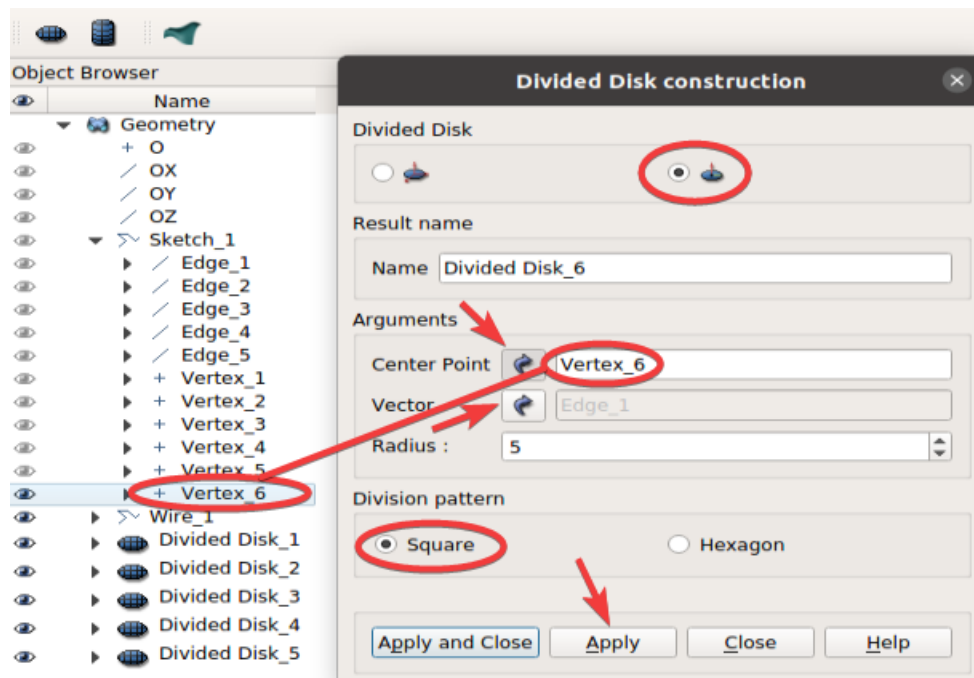 Object Browser
Name
Geometry
O
OX
OY
OZ
Sketch_1
Edge_1
Edge_2
Edge_3
Edge_4
Edge_5
Vertex_1
Vertex_2
Vertex_3
Vertex_4
Vertex_5
Vertex_6
Wire_1
Divided Disk_1
Divided Disk_2
Divided Disk_3
Divided Disk_4
Divided Disk_5
Divided Disk construction
Divided Disk
Result name
Name Divided Disk_6
Arguments
Center Point Vertex_6
Vector Edge_1
Radius : 5
Division pattern
Square Hexagon
Apply and Close Apply Close Help